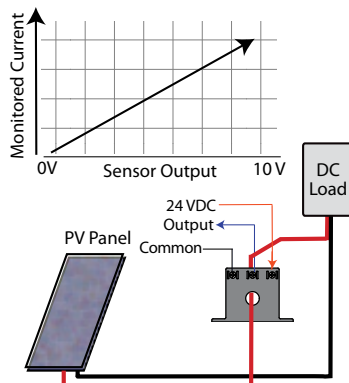 Monitored Current
0V
Sensor Output
10 V
DC
Load
24 VDC
Output
PV Panel
Common